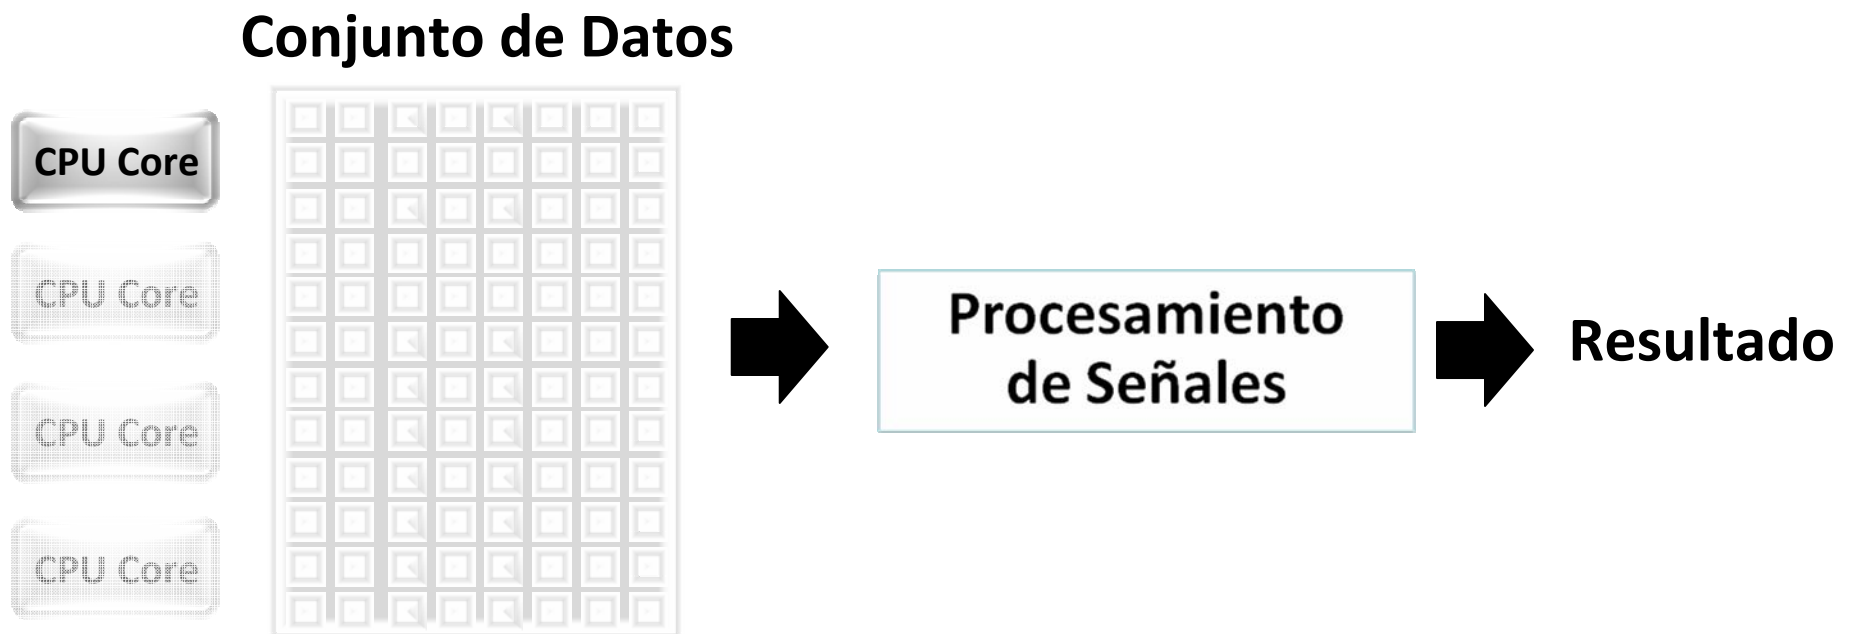 Conjunto de Datos
CPU Core
CPU Core
CPU Core
CPU Core
Procesamiento
de Señales
Resultado